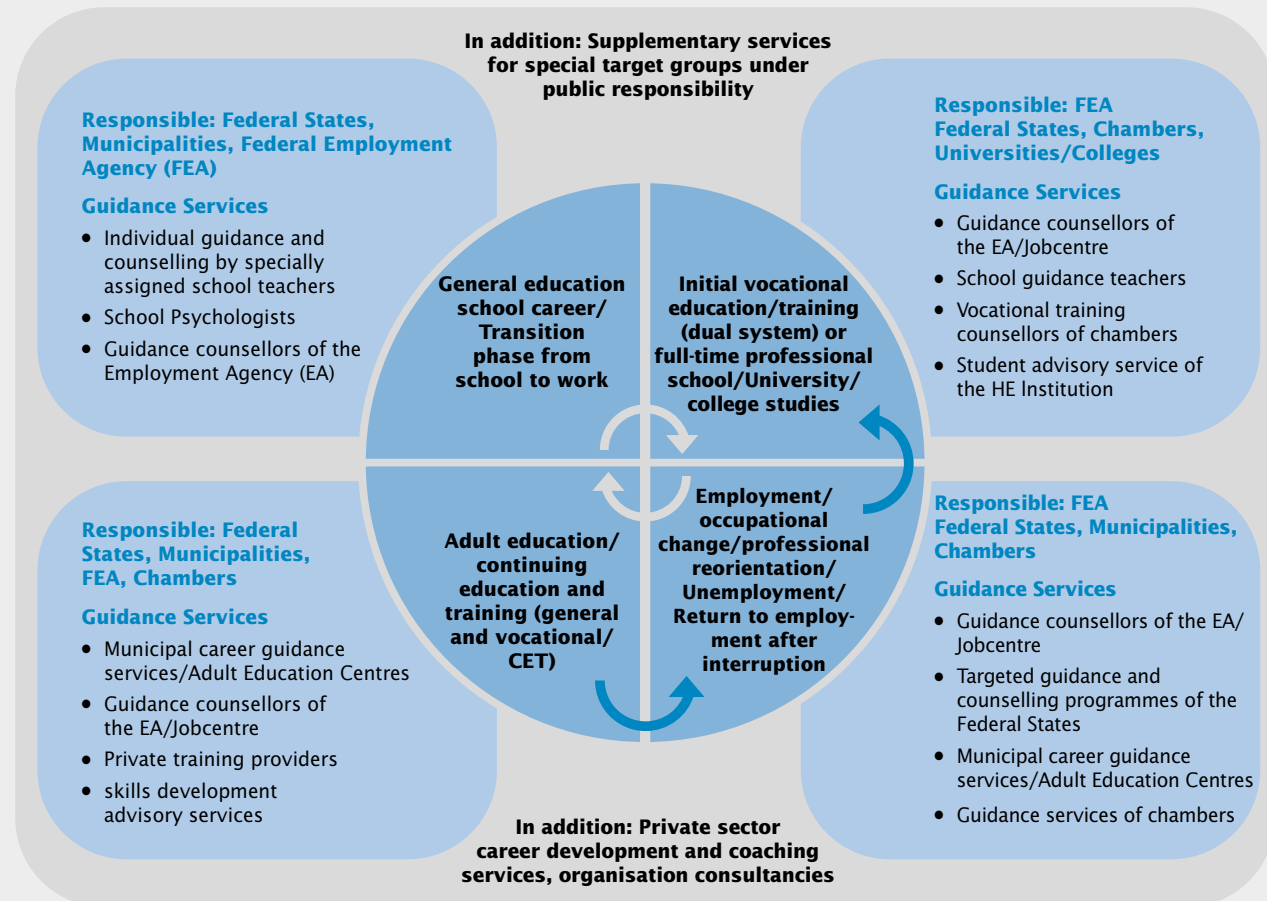 In addition: Supplementary services
for special target groups under
public responsibility
Responsible: Federal States,
Municipalities, Federal Employment
Agency (FEA)
Guidance Services
• Individual guidance and
counselling by specially
assigned school teachers
• School Psychologists
• Guidance counsellors of the
Employment Agency (EA)
Responsible: FEA
Federal States, Chambers,
Universities/Colleges
Guidance Services
• Guidance counsellors of
the EA/Jobcentre
• School guidance teachers
• Vocational training
counsellors of chambers
• Student advisory service of
the HE Institution
General education
school career/
Transition
phase from
school to work
Initial vocational
education/training
(dual system) or
full-time professional
school/University/
college studies
Adult education/
continuing
education and
training (general
and vocational/
CET)
Employment/
occupational
change/professional
reorientation/
Unemployment/
Return to employ-
ment after
interruption
Responsible: Federal
States, Municipalities,
FEA, Chambers
Guidance Services
• Municipal career guidance
services/Adult Education Centres
• Guidance counsellors of
the EA/Jobcentre
• Private training providers
• skills development
advisory services
Responsible: FEA
Federal States, Municipalities,
Chambers
Guidance Services
• Guidance counsellors of the EA/
Jobcentre
• Targeted guidance and
counselling programmes of the
Federal States
• Municipal career guidance
services/Adult Education Centres
• Guidance services of chambers
In addition: Private sector
career development and coaching
services, organisation consultancies